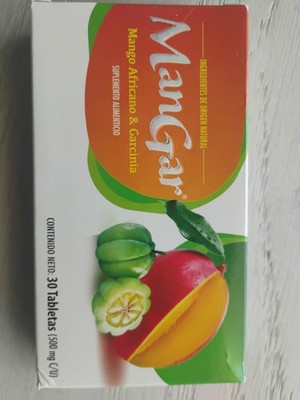 INGREDIENTES DE ORIGEN NATURAL
ManGar®
Mango Africano & Garcinia
SUPLEMENTO ALIMENTICIO
CONTENIDO NETO: 30 Tabletas (500 mg C/U)